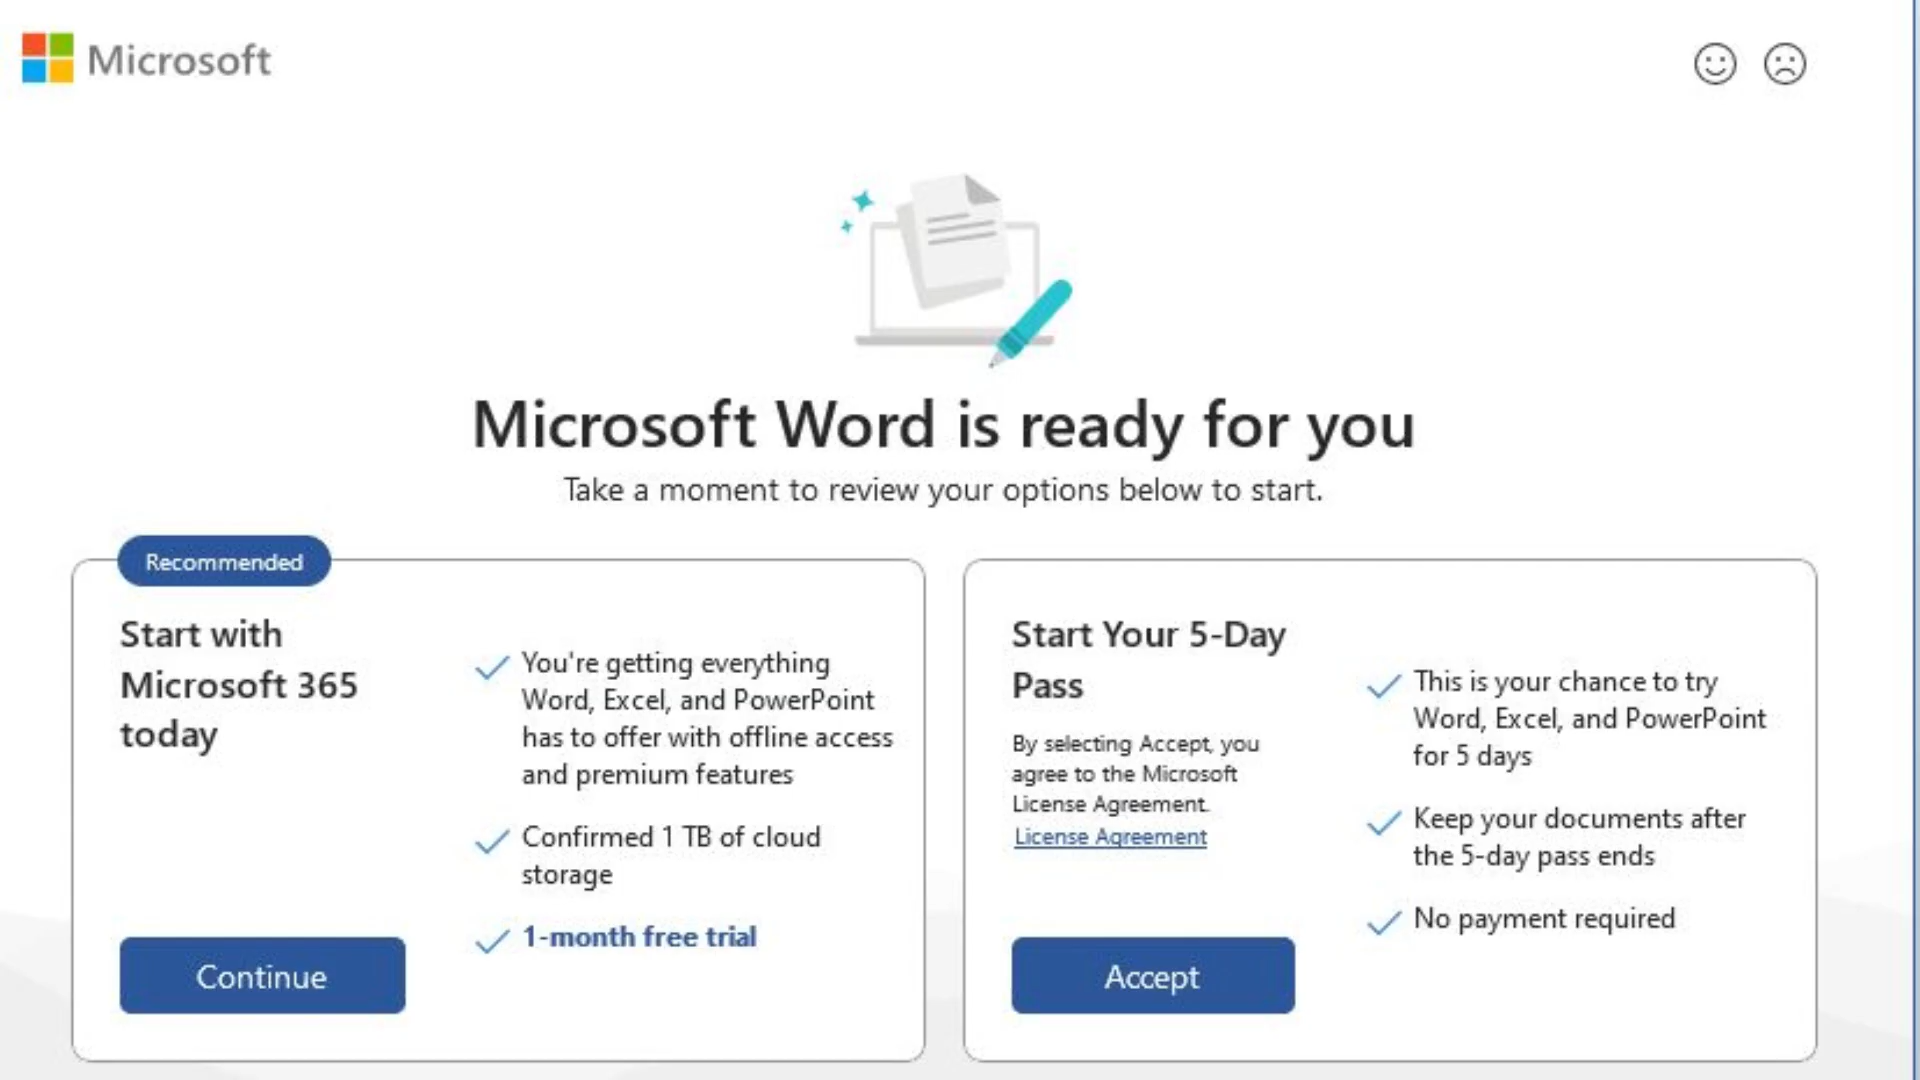 Microsoft
Microsoft Word is ready for you
Take a moment to review your options below to start.
Recommended
Start with
Microsoft 365
today
You're getting everything
Word, Excel, and PowerPoint
has to offer with offline access
and premium features
Confirmed 1 TB of cloud
storage
1-month free trial
Continue
Start Your 5-Day
Pass
By selecting Accept, you
agree to the Microsoft
License Agreement.
License Agreement
This is your chance to try
Word, Excel, and PowerPoint
for 5 days
Keep your documents after
the 5-day pass ends
No payment required
Accept